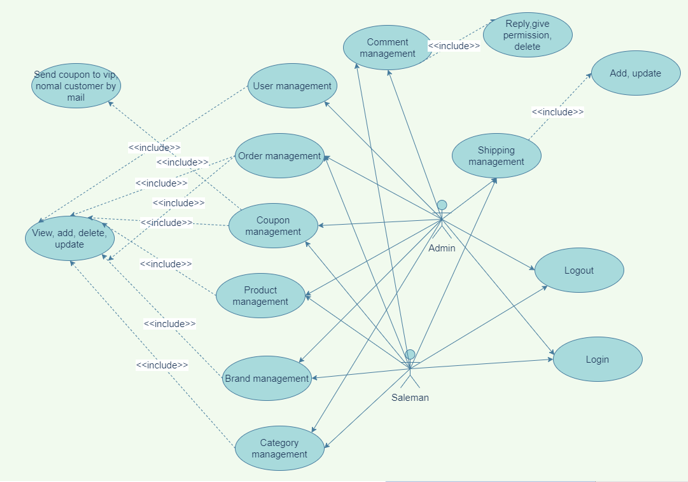 Comment
management
<<include>>
Reply,give
permission,
delete
Send coupon to vip,
nomal customer by
mail
User management
Add, update
<<include>>
<<include>>
Order management
<<include>>
Shipping
management
<<include>>
<<include>>
Coupon
management
<<include>>
View, add, delete,
update
Admin
<<include>>
Product
management
Logout
<<include>>
Login
<<include>>
Brand management
Saleman
Category
management